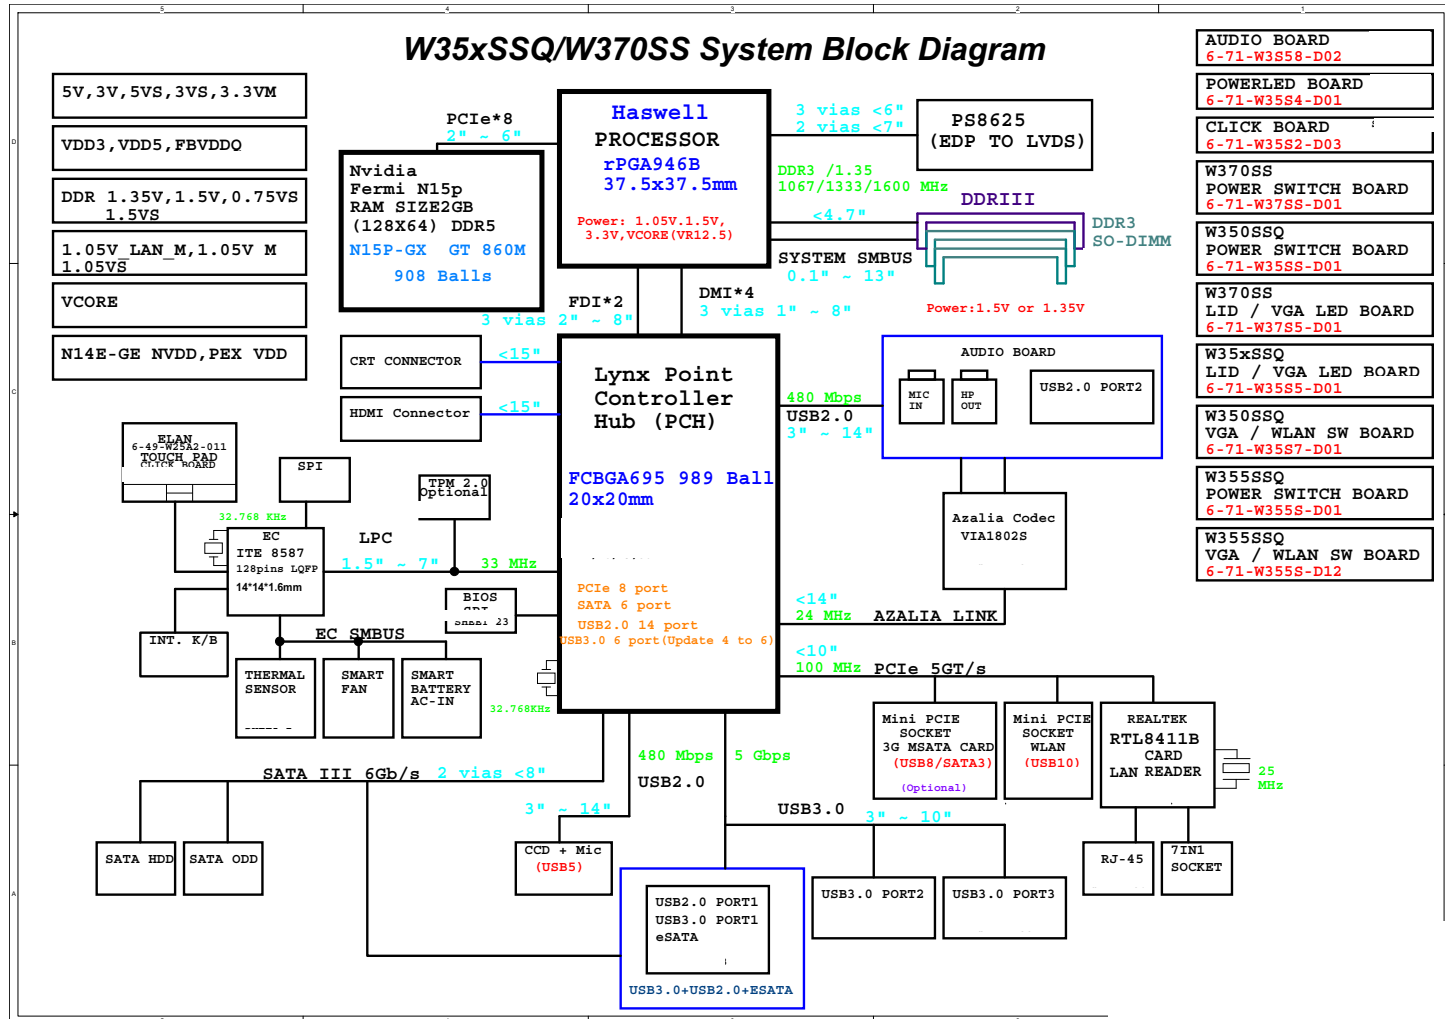 W35xSSQ/W370SS System Block Diagram
5V,3V,5VS,3VS,3.3VM
VDD3,VDD5,FBVDDQ
DDR 1.35V,1.5V,0.75VS
1.5VS
1.05V_LAN_M,1.05V M
1.05VS
VCORE
N14E-GE NVDD,PEX VDD
PCIe*8
2" ~ 6"
Nvidia
Fermi N15p
RAM SIZE2GB
(128X64) DDR5
N15P-GX GT 860M
908 Balls
Haswell
PROCESSOR
rPGA946B
37.5x37.5mm
Power: 1.05V.1.5V,
3.3V,VCORE(VR12.5)
3 vias <6"
2 vias <7"
PS8625
(EDP TO LVDS)
DDR3 /1.35
1067/1333/1600 MHz
<4.7"
DDRIII
DDR3
SO-DIMM
SYSTEM SMBUS
0.1" ~ 13"
Power:1.5V or 1.35V
FDI*2
3 vias 2" ~ 8"
DMI*4
3 vias 1" ~ 8"
CRT CONNECTOR
<15"
HDMI Connector
<15"
Lynx Point
Controller
Hub (PCH)
FCBGA695 989 Ball
20x20mm
PCIe 8 port
SATA 6 port
USB2.0 14 port
USB3.0 6 port(Update 4 to 6)
480 Mbps
USB2.0
3" ~ 14"
AUDIO BOARD
MIC
IN
HP
OUT
USB2.0 PORT2
Azalia Codec
VIA1802S
<14"
24 MHz
AZALIA LINK
<10"
100 MHz
PCIe 5GT/s
ELAN
6-49-W25A2-011
TOUCH PAD
CLICK BOARD
SPI
TPM 2.0
Optional
32.768 KHz
EC
ITE 8587
128pins LQFP
14*14*1.6mm
LPC
1.5" ~ 7"
33 MHz
BIOS
SPI
SHEET 23
INT. K/B
EC SMBUS
THERMAL
SENSOR
SMART
FAN
SMART
BATTERY
AC-IN
32.768KHz
Mini PCIE
SOCKET
3G MSATA CARD
(USB8/SATA3)
(Optional)
Mini PCIE
SOCKET
WLAN
(USB10)
REALTEK
RTL8411B
CARD
LAN READER
25
MHz
RJ-45
7IN1
SOCKET
SATA III 6Gb/s
2 vias <8"
480 Mbps
USB2.0
5 Gbps
3" ~ 14"
USB3.0
3" ~ 10"
SATA HDD
SATA ODD
CCD + Mic
(USB5)
USB2.0 PORT1
USB3.0 PORT1
eSATA
USB3.0+USB2.0+ESATA
USB3.0 PORT2
USB3.0 PORT3
AUDIO BOARD
6-71-W3S58-D02
POWERLED BOARD
6-71-W35S4-D01
CLICK BOARD
6-71-W35S2-D03
W370SS
POWER SWITCH BOARD
6-71-W37SS-D01
W350SSQ
POWER SWITCH BOARD
6-71-W35SS-D01
W370SS
LID / VGA LED BOARD
6-71-W37S5-D01
W35xSSQ
LID / VGA LED BOARD
6-71-W35S5-D01
W350SSQ
VGA / WLAN SW BOARD
6-71-W35S7-D01
W355SSQ
POWER SWITCH BOARD
6-71-W355S-D01
W355SSQ
VGA / WLAN SW BOARD
6-71-W355S-D12